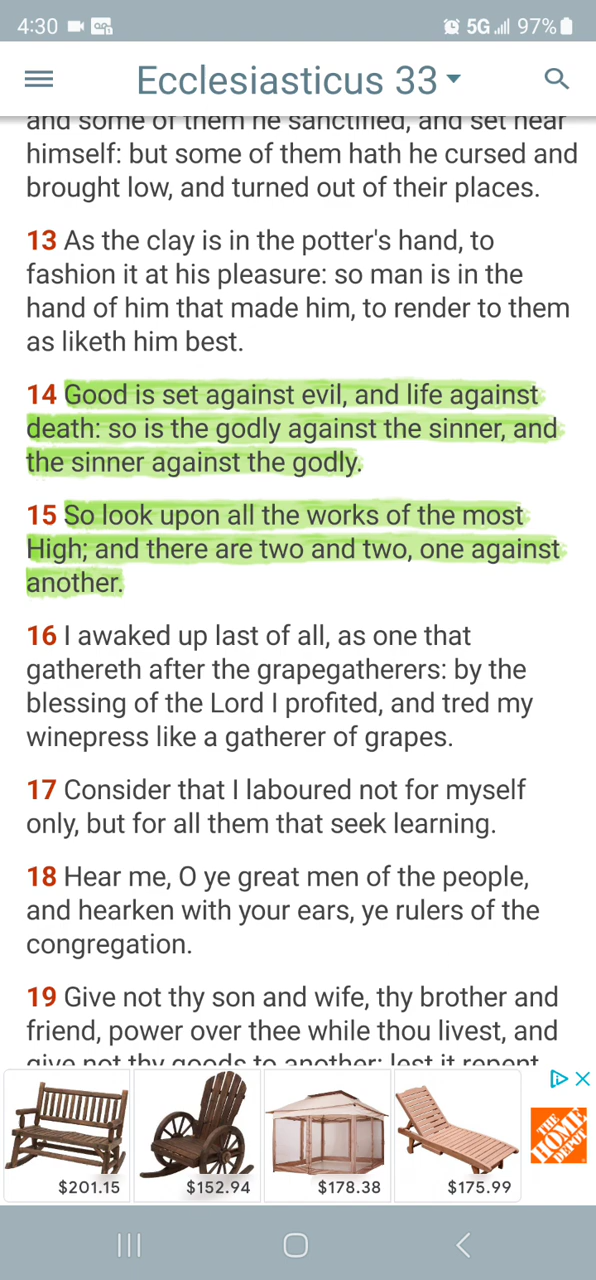 4:30
5G 97%
Ecclesiasticus 33
and some of them he sanctified, and set near
himself: but some of them hath he cursed and
brought low, and turned out of their places.
13 As the clay is in the potter's hand, to
fashion it at his pleasure: so man is in the
hand of him that made him, to render to them
as liketh him best.
14 Good is set against evil, and life against
death: so is the godly against the sinner, and
the sinner against the godly.
15 So look upon all the works of the most
High; and there are two and two, one against
another.
16 I awaked up last of all, as one that
gathereth after the grapegatherers: by the
blessing of the Lord I profited, and tred my
winepress like a gatherer of grapes.
17 Consider that I laboured not for myself
only, but for all them that seek learning.
18 Hear me, O ye great men of the people,
and hearken with your ears, ye rulers of the
congregation.
19 Give not thy son and wife, thy brother and
friend, power over thee while thou livest, and
give not thy goods to another: lest it repent
$201.15
$152.94
$178.38
$175.99
THE
HOME
DEPOT